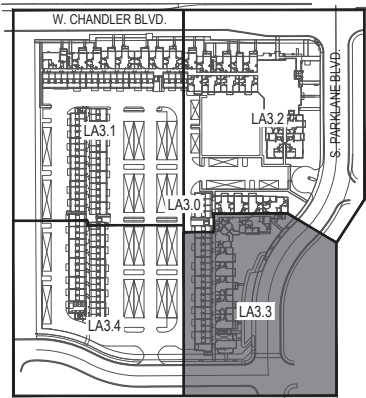 W. CHANDLER BLVD.
S. PARKLANE BLVD.
LA3.1
LA3.2
LA3.0
LA3.3
LA3.4